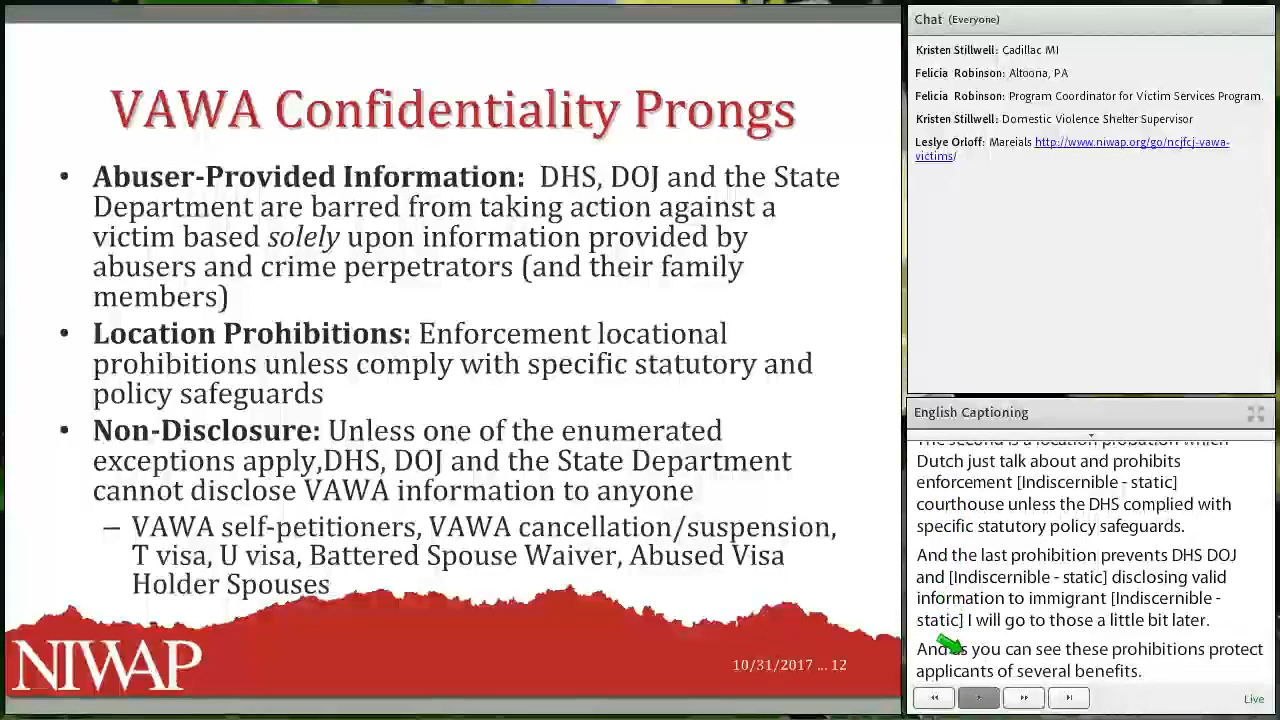 VAWA Confidentiality Prongs
• Abuser-Provided Information: DHS, DOJ and the State
Department are barred from taking action against a
victim based solely upon information provided by
abusers and crime perpetrators (and their family
members)
• Location Prohibitions: Enforcement locational
prohibitions unless comply with specific statutory and
policy safeguards
• Non-Disclosure: Unless one of the enumerated
exceptions apply,DHS, DOJ and the State Department
cannot disclose VAWA information to anyone
– VAWA self-petitioners, VAWA cancellation/suspension,
T visa, U visa, Battered Spouse Waiver, Abused Visa
Holder Spouses
NIWAP
10/31/2017 ... 12
Chat (Everyone)
Kristen Stillwell: Cadillac MI
Felicia Robinson: Altoona, PA
Felicia Robinson: Program Coordinator for Victim Services Program.
Kristen Stillwell: Domestic Violence Shelter Supervisor
Leslye Orloff: Mareials http://www.niwap.org/go/ncjfcj-vawa-
victims/
English Captioning
The second is a location probation which
Dutch just talk about and prohibits
enforcement [Indiscernible - static]
courthouse unless the DHS complied with
specific statutory policy safeguards.
And the last prohibition prevents DHS DOJ
and [Indiscernible - static] disclosing valid
information to immigrant [Indiscernible -
static] I will go to those a little bit later.
And as you can see these prohibitions protect
applicants of several benefits.
Live